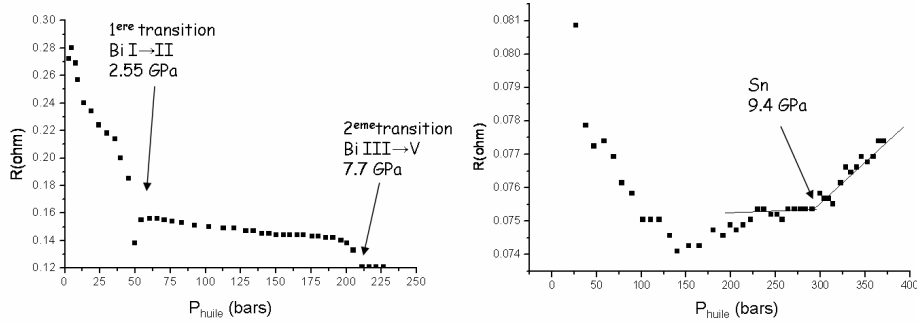 0.30
0.28
0.26
0.24
0.22
0.20
0.18
0.16
0.14
0.12
R(ohm)
1ere transition
Bi I→II
2.55 GPa
2eme transition
Bi III→V
7.7 GPa
0 25 50 75 100 125 150 175 200 225 250
Phuile (bars)
0.081
0.080
0.079
0.078
0.077
0.076
0.075
0.074
R(ohm)
Sn
9.4 GPa
0 50 100 150 200 250 300 350 400
Phuile (bars)